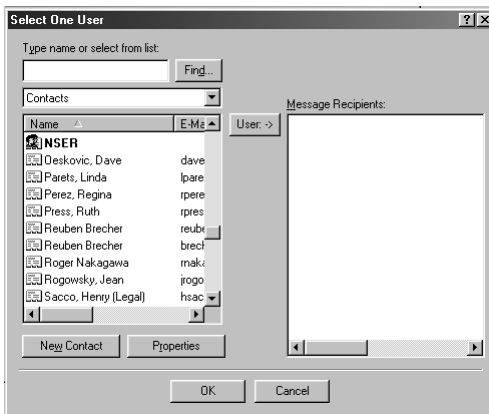 Select One User
Type name or select from list:
Find...
Contacts
Message Recipients:
Name E-Ma
User: ->
NSER
Oeskovic, Dave dave
Parets, Linda lpare
Perez, Regina rpere
Press, Ruth rpres
Reuben Brecher reube
Reuben Brecher brech
Roger Nakagawa rnaka
Rogowsky, Jean jrogo
Sacco, Henry (Legal) hsac
New Contact Properties
OK Cancel